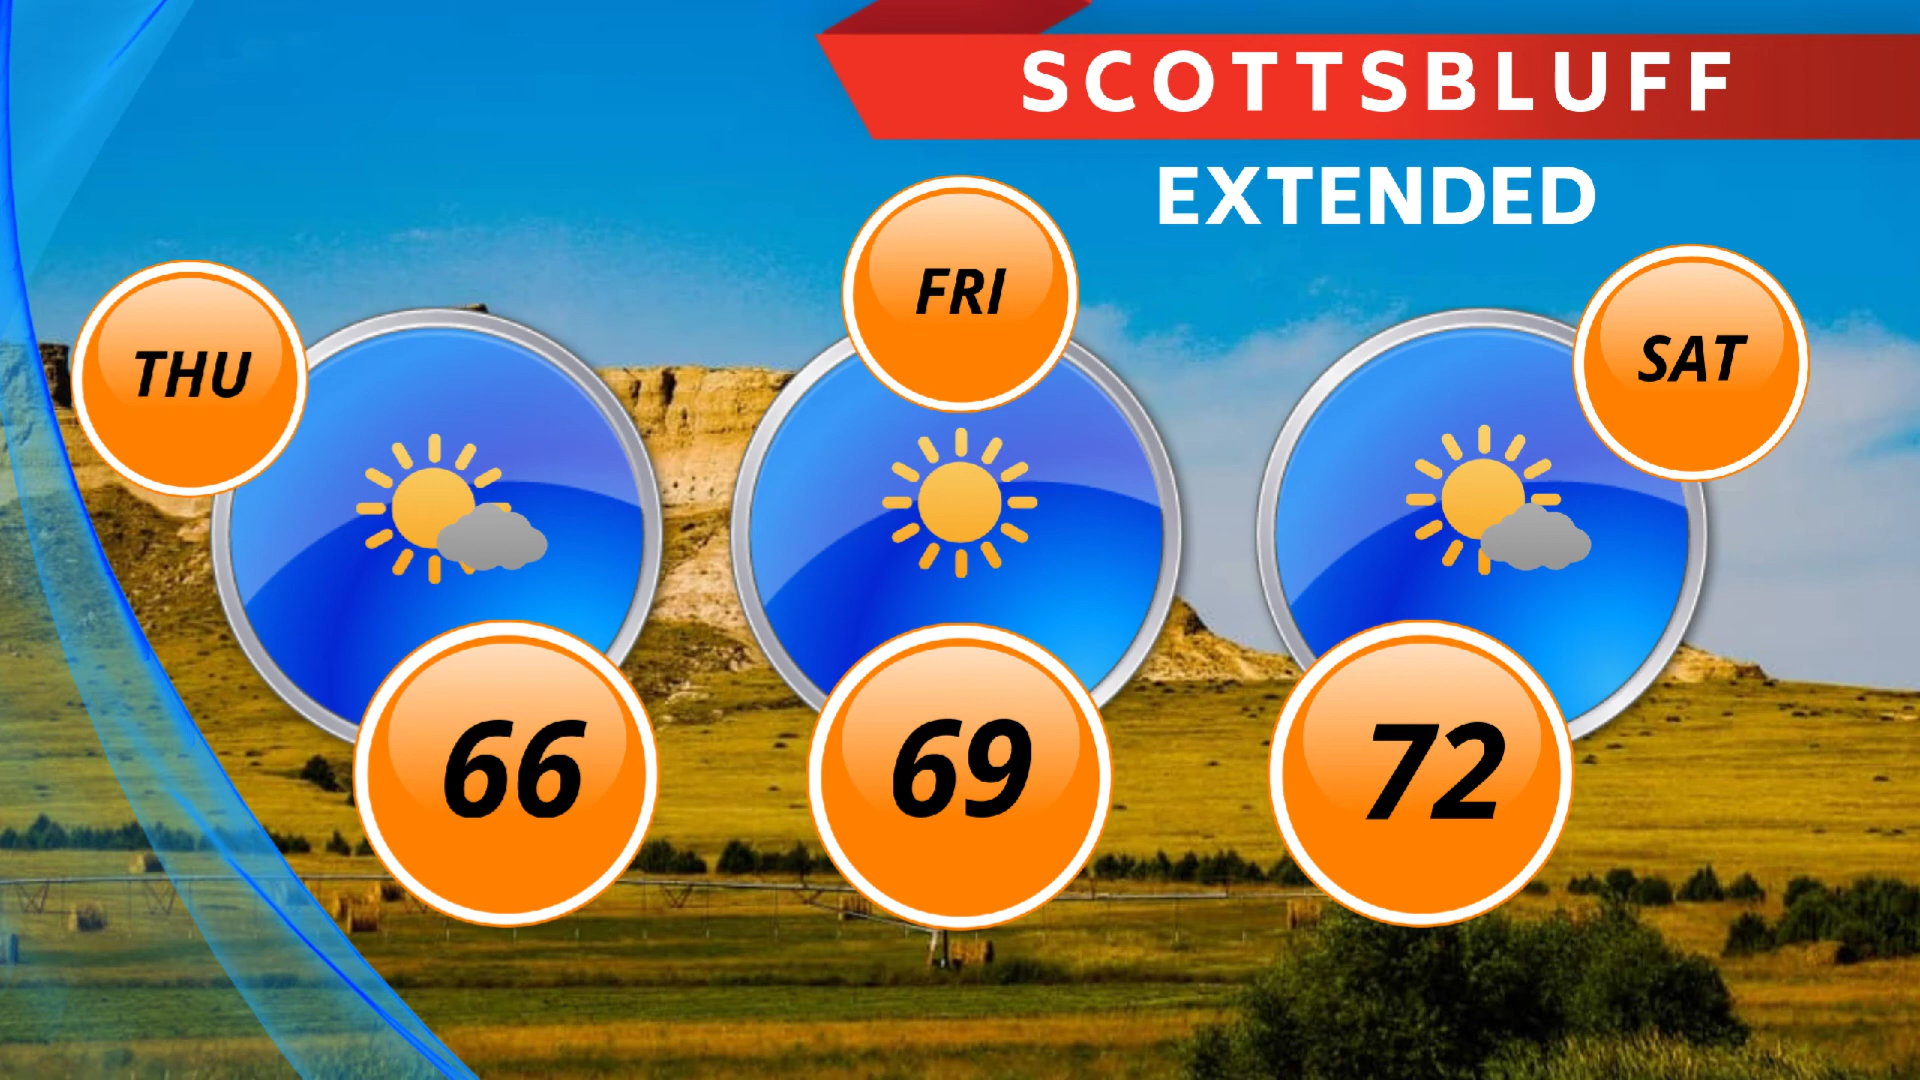 SCOTTSBLUFF
EXTENDED
THU
FRI
SAT
66
69
72